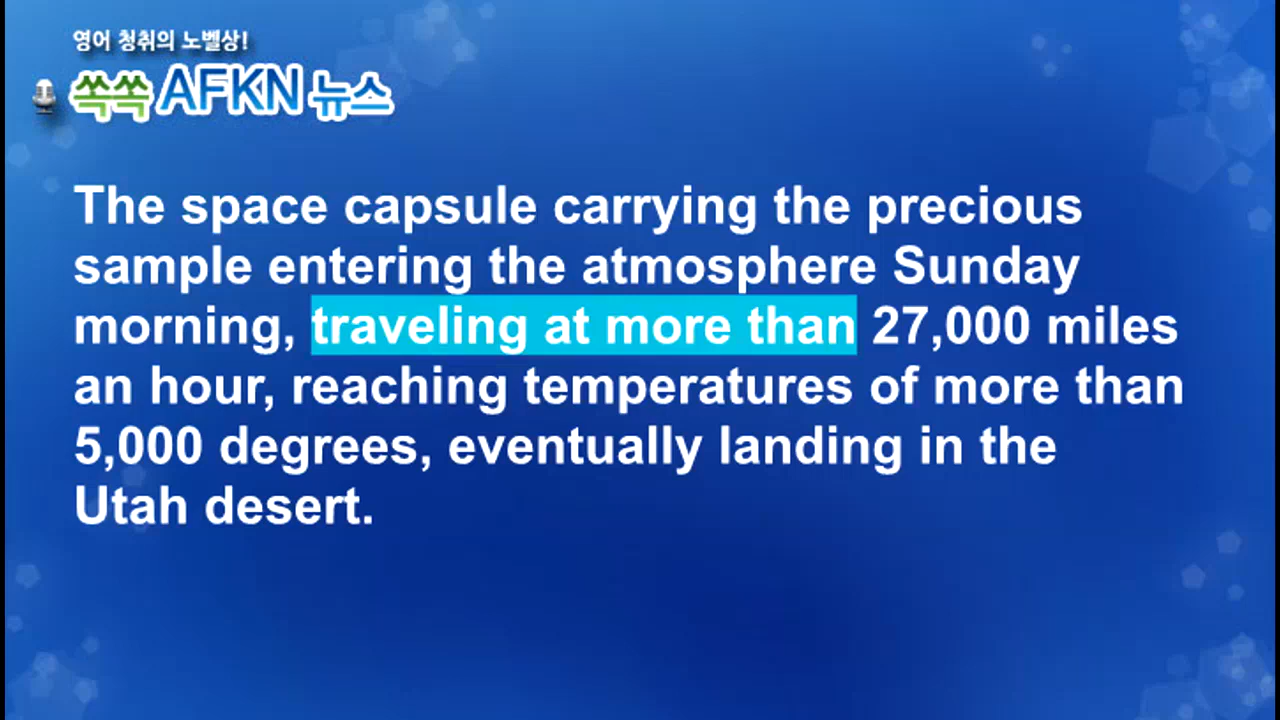 영어 청취의 노벨상!
쏙쏙 AFKN 뉴스
The space capsule carrying the precious
sample entering the atmosphere Sunday
morning, traveling at more than 27,000 miles
an hour, reaching temperatures of more than
5,000 degrees, eventually landing in the
Utah desert.